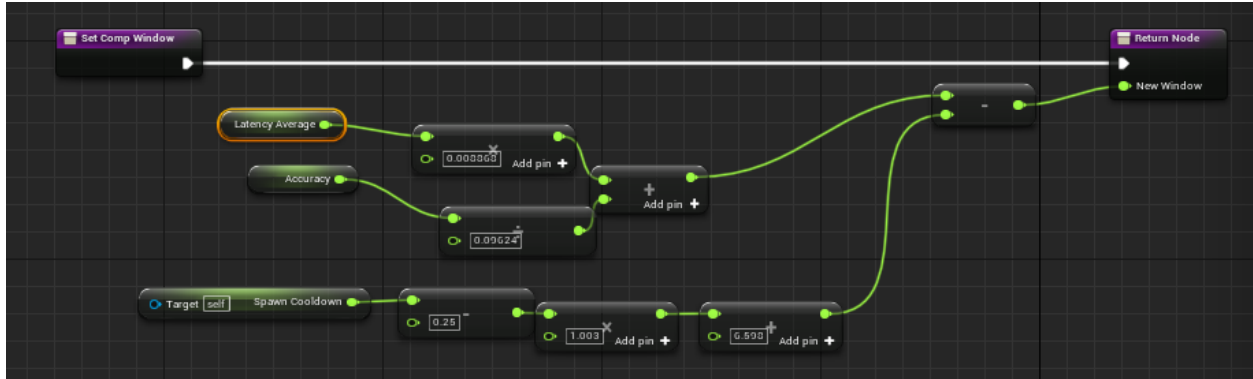 Set Comp Window
Return Node
New Window
-
Latency Average
×
Add pin +
Accuracy
+
Add pin +
÷
Target self Spawn Cooldown
0.25 -
1.003 ×
Add pin +
+
Add pin +